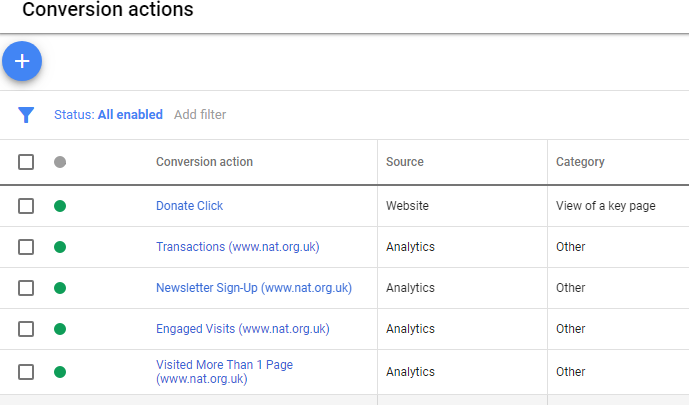 Conversion actions
+
Status: All enabled Add filter
Conversion action Source Category
Donate Click Website View of a key page
Transactions (www.nat.org.uk) Analytics Other
Newsletter Sign-Up (www.nat.org.uk) Analytics Other
Engaged Visits (www.nat.org.uk) Analytics Other
Visited More Than 1 Page
(www.nat.org.uk) Analytics Other